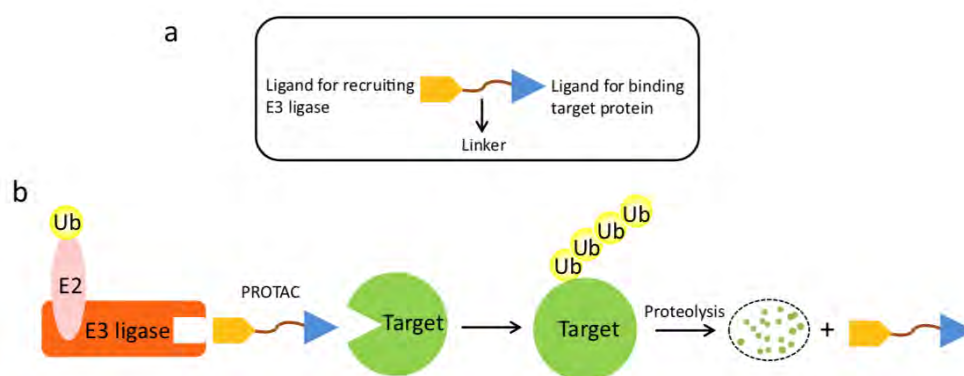 a
Ligand for recruiting
E3 ligase
Ligand for binding
target protein
Linker
b
Ub
E2
E3 ligase
PROTAC
Target
Ub
Ub
Ub
Ub
Target
Proteolysis
+